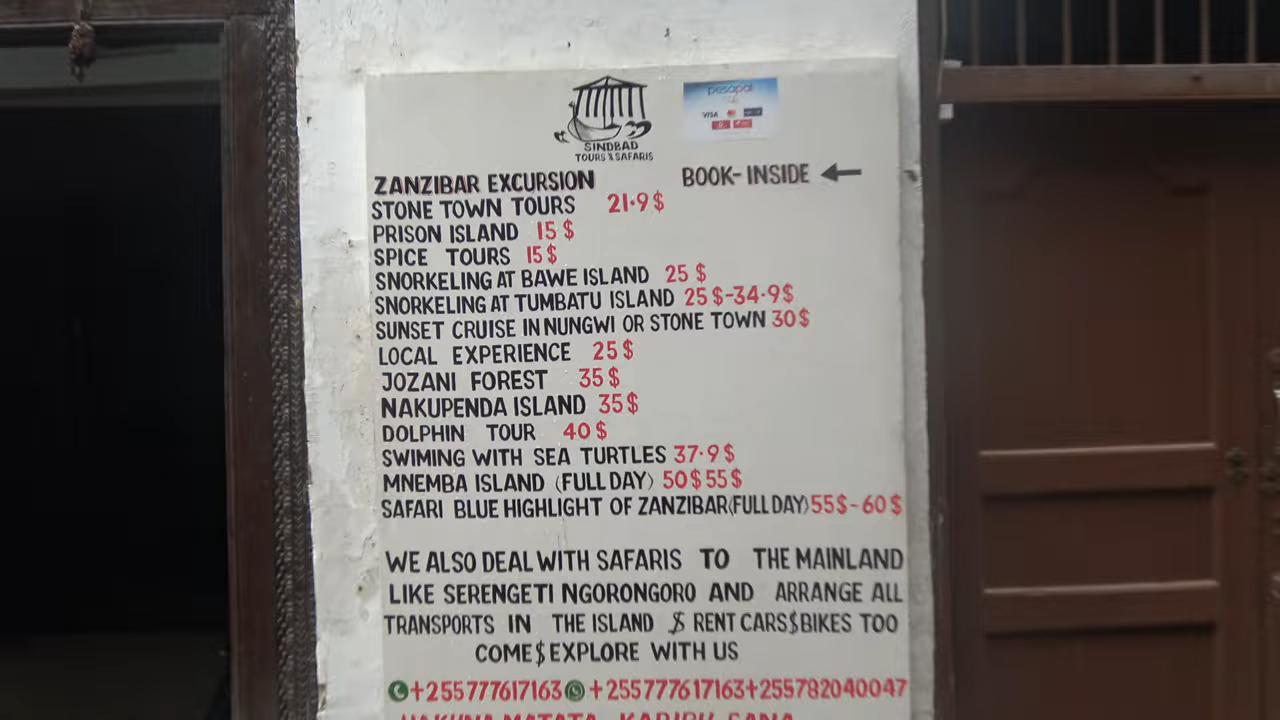 pesapal
VISA
SINDBAD
TOURS & SAFARIS
BOOK- INSIDE
ZANZIBAR EXCURSION
STONE TOWN TOURS 21.9$
PRISON ISLAND 15$
SPICE TOURS 15$
SNORKELING AT BAWE ISLAND 25$
SNORKELING AT TUMBATU ISLAND 25$-34.9$
SUNSET CRUISE IN NUNGWI OR STONE TOWN 30$
LOCAL EXPERIENCE 25$
JOZANI FOREST 35$
NAKUPENDA ISLAND 35$
DOLPHIN TOUR 40$
SWIMING WITH SEA TURTLES 37.9$
MNEMBA ISLAND (FULL DAY) 50$55$
SAFARI BLUE HIGHLIGHT OF ZANZIBAR(FULL DAY)55$-60$
WE ALSO DEAL WITH SAFARIS TO THE MAINLAND
LIKE SERENGETI NGORONGORO AND ARRANGE ALL
TRANSPORTS IN THE ISLAND $ RENT CARS$BIKES TOO
COME$EXPLORE WITH US
+255777617163 +255777617163+255782040047
HAKUNA MATATA KARIBU SANA